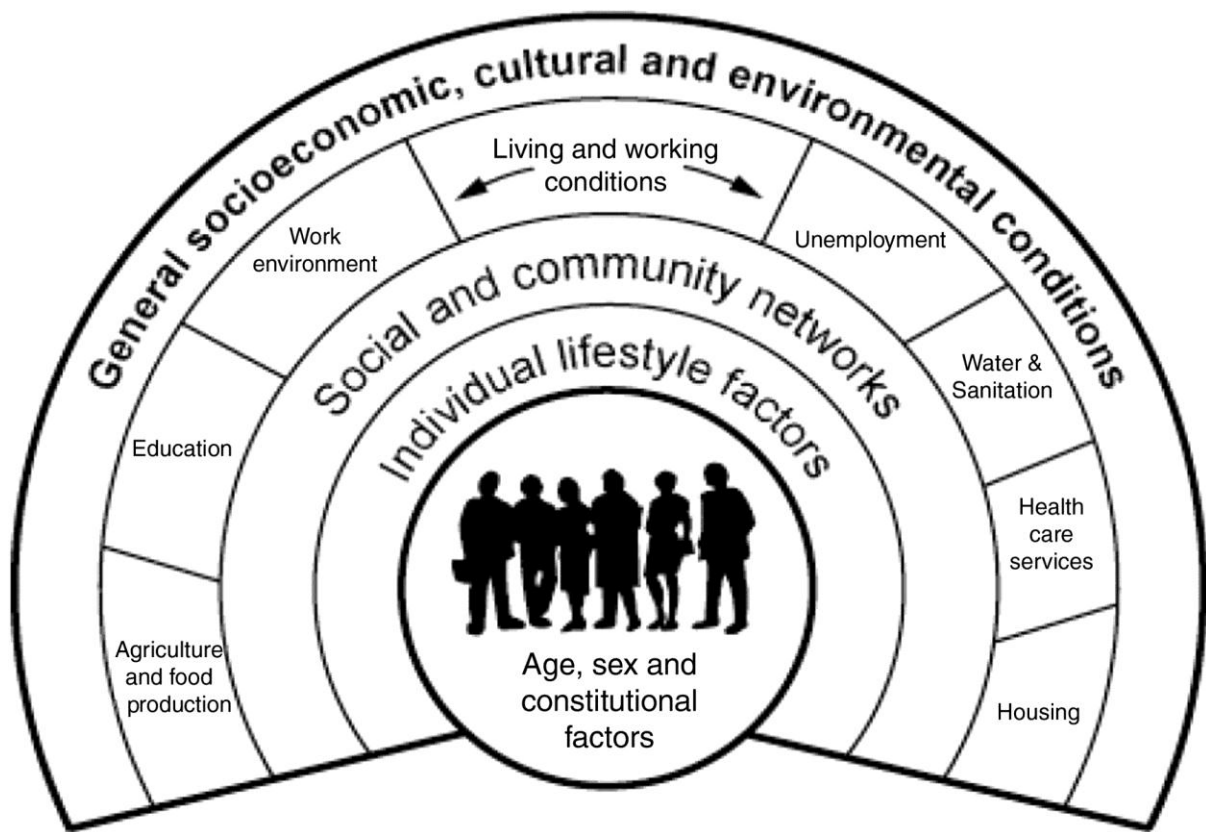 General socioeconomic, cultural and environmental conditions
Living and working
conditions
Work
environment
Unemployment
Education
Water &
Sanitation
Agriculture
and food
production
Health
care
services
Housing
Social and community networks
Individual lifestyle factors
Age, sex and
constitutional
factors